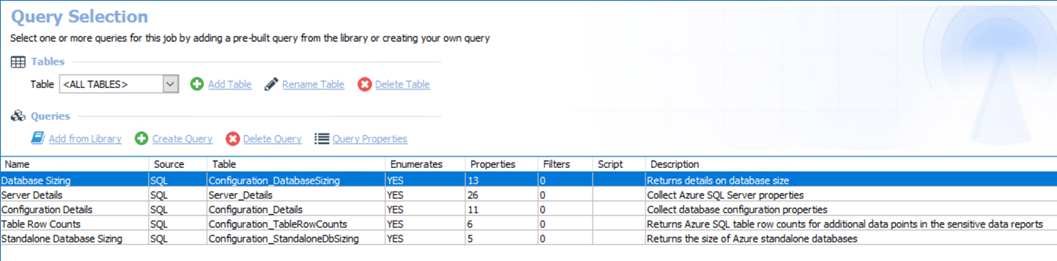 Query Selection
Select one or more queries for this job by adding a pre-built query from the library or creating your own query
Tables
Table <ALL TABLES> Add Table Rename Table Delete Table
Queries
Add from Library Create Query Delete Query Query Properties
Name Source Table Enumerates Properties Filters Script Description
Database Sizing SQL Configuration_DatabaseSizing YES 13 0 Returns details on database size
Server Details SQL Server_Details YES 26 0 Collect Azure SQL Server properties
Configuration Details SQL Configuration_Details YES 11 0 Collect database configuration properties
Table Row Counts SQL Configuration_TableRowCounts YES 6 0 Returns Azure SQL table row counts for additional data points in the sensitive data reports
Standalone Database Sizing SQL Configuration_StandaloneDbSizing YES 5 0 Returns the size of Azure standalone databases